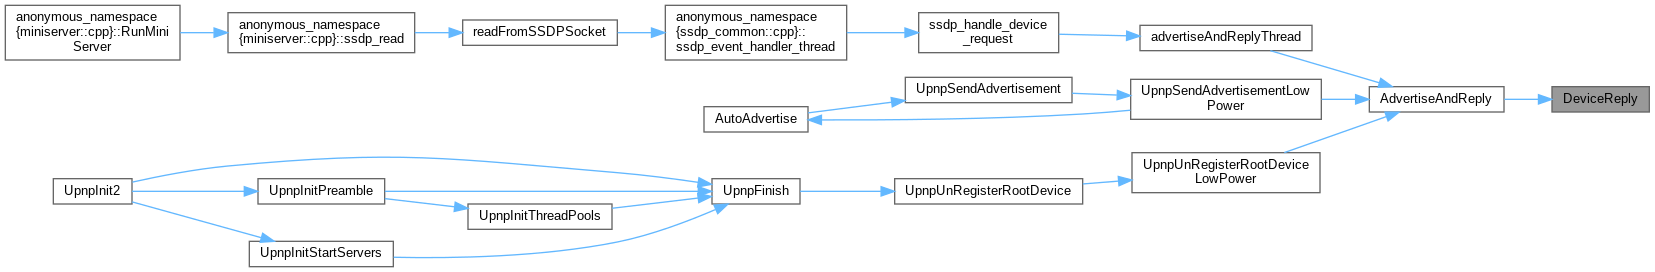 anonymous_namespace
{miniserver::cpp}::RunMini
Server
anonymous_namespace
{miniserver::cpp}::ssdp_read
readFromSSDPSocket
anonymous_namespace
{ssdp_common::cpp}::
ssdp_event_handler_thread
ssdp_handle_device
_request
advertiseAndReplyThread
AutoAdvertise
UpnpSendAdvertisement
UpnpSendAdvertisementLow
Power
AdvertiseAndReply
DeviceReply
UpnpInit2
UpnpInitPreamble
UpnpInitThreadPools
UpnpInitStartServers
UpnpFinish
UpnpUnRegisterRootDevice
UpnpUnRegisterRootDevice
LowPower